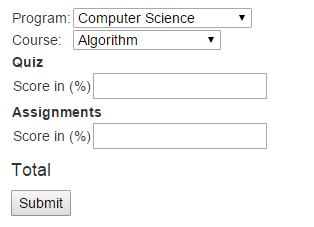 Program: Computer Science
Course: Algorithm
Quiz
Score in (%)
Assignments
Score in (%)
Total
Submit